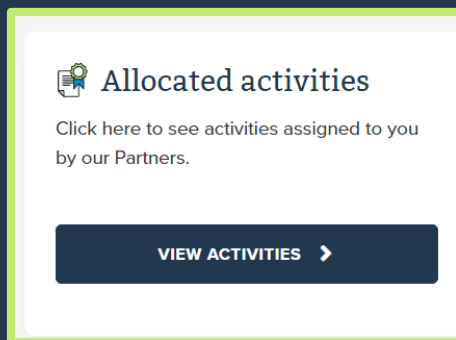 Allocated activities
Click here to see activities assigned to you
by our Partners.
VIEW ACTIVITIES